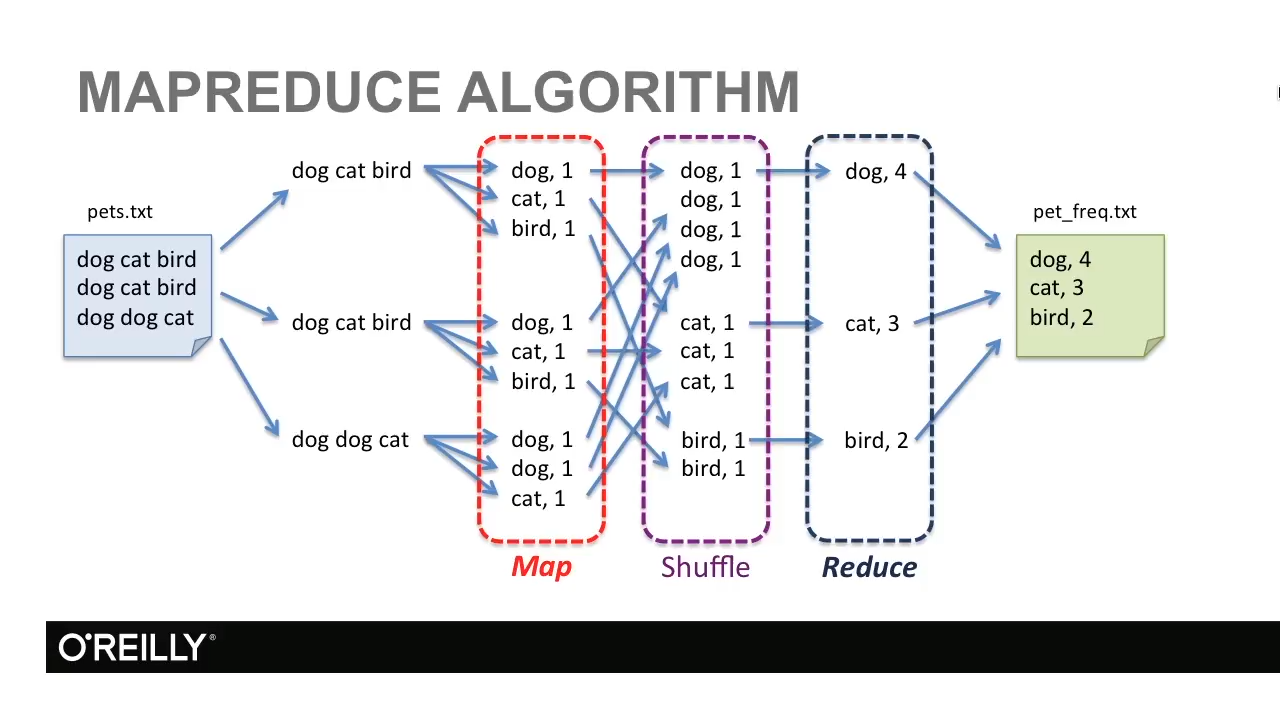 MAPREDUCE ALGORITHM
pets.txt
dog cat bird
dog cat bird
dog dog cat
dog cat bird
dog cat bird
dog dog cat
dog, 1
cat, 1
bird, 1
dog, 1
cat, 1
bird, 1
dog, 1
dog, 1
cat, 1
Map
dog, 1
dog, 1
dog, 1
dog, 1
cat, 1
cat, 1
cat, 1
bird, 1
bird, 1
Shuffle
dog, 4
cat, 3
bird, 2
Reduce
pet_freq.txt
dog, 4
cat, 3
bird, 2
O'REILLY®